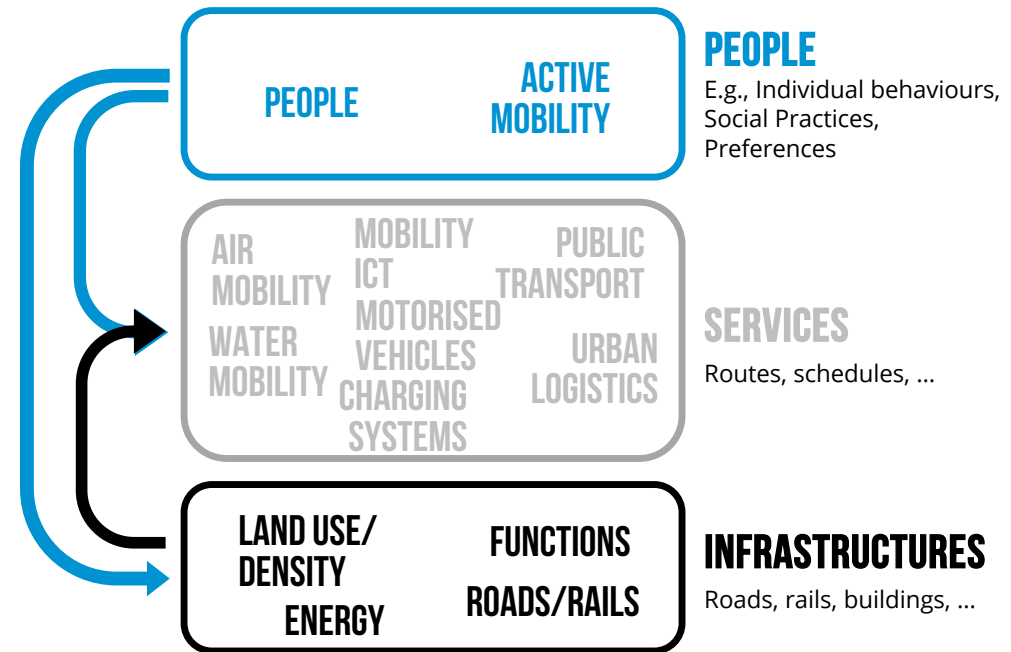 PEOPLE
ACTIVE
MOBILITY
PEOPLE
E.g., Individual behaviours,
Social Practices,
Preferences
AIR
MOBILITY
WATER
MOBILITY
MOBILITY
ICT
MOTORISED
VEHICLES
CHARGING
SYSTEMS
PUBLIC
TRANSPORT
URBAN
LOGISTICS
SERVICES
Routes, schedules, ...
LAND USE/
DENSITY
ENERGY
FUNCTIONS
ROADS/RAILS
INFRASTRUCTURES
Roads, rails, buildings, ...